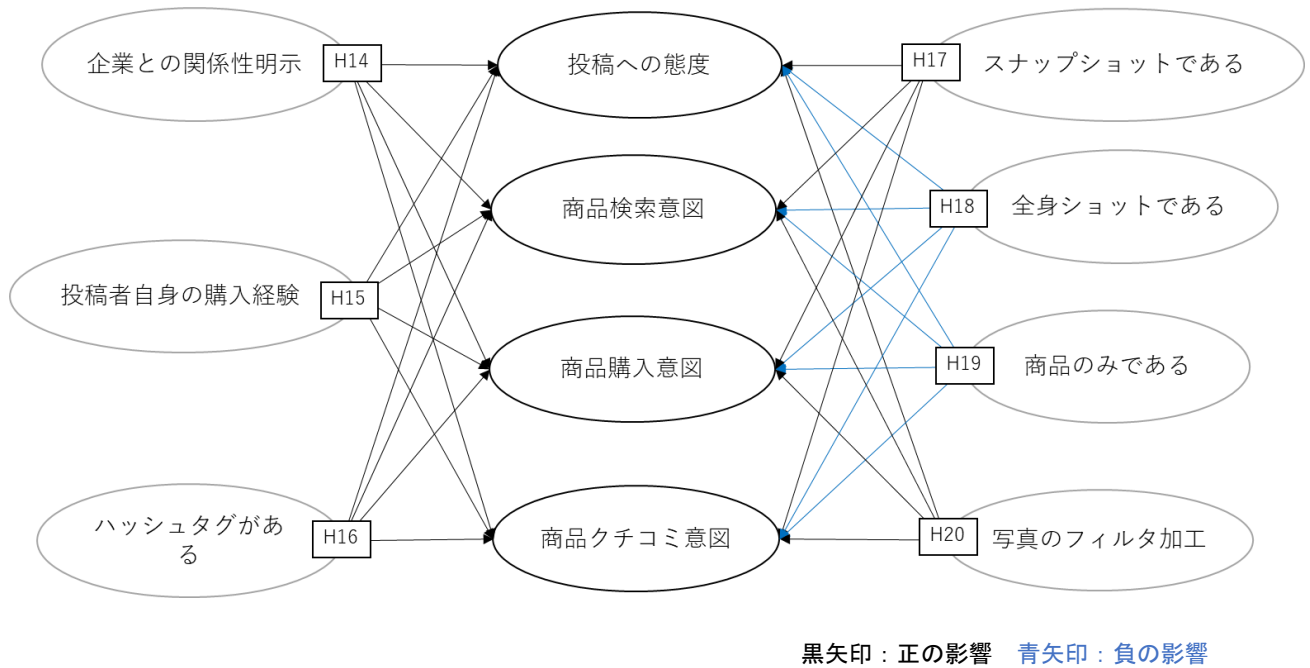 企業との関係性明示
H14
投稿への態度
H17
スナップショットである
商品検索意図
H18
全身ショットである
投稿者自身の購入経験
H15
商品購入意図
H19
商品のみである
ハッシュタグがあ
る
H16
商品クチコミ意図
H20
写真のフィルタ加工
黒矢印：正の影響 青矢印：負の影響